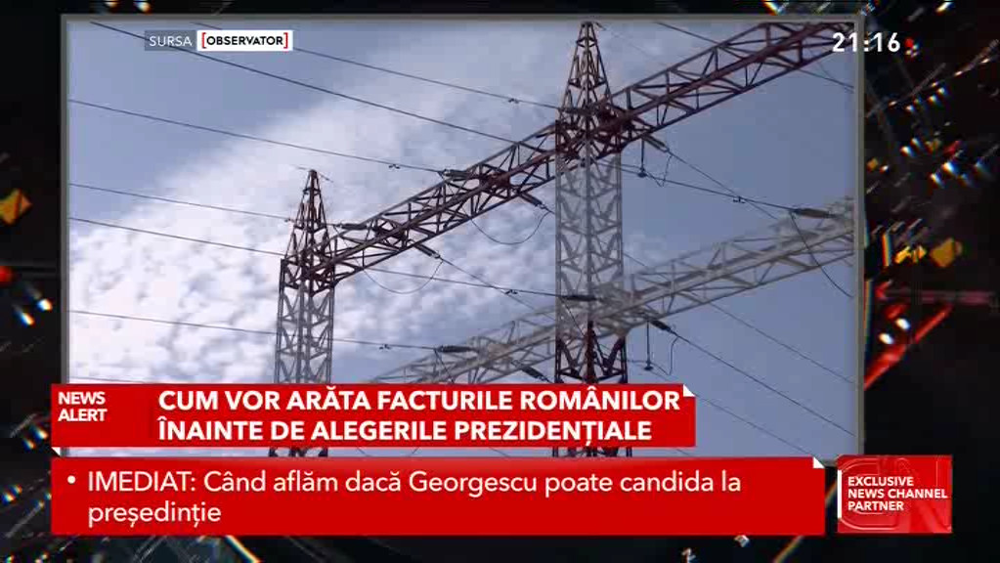 SURSA [OBSERVATOR]
21:16
NEWS
ALERT
CUM VOR ARĂTA FACTURILE ROMÂNILOR
ÎNAINTE DE ALEGERILE PREZIDENȚIALE
• IMEDIAT: Când aflăm dacă Georgescu poate candida la
președinție
EXCLUSIVE
NEWS CHANNEL
PARTNER